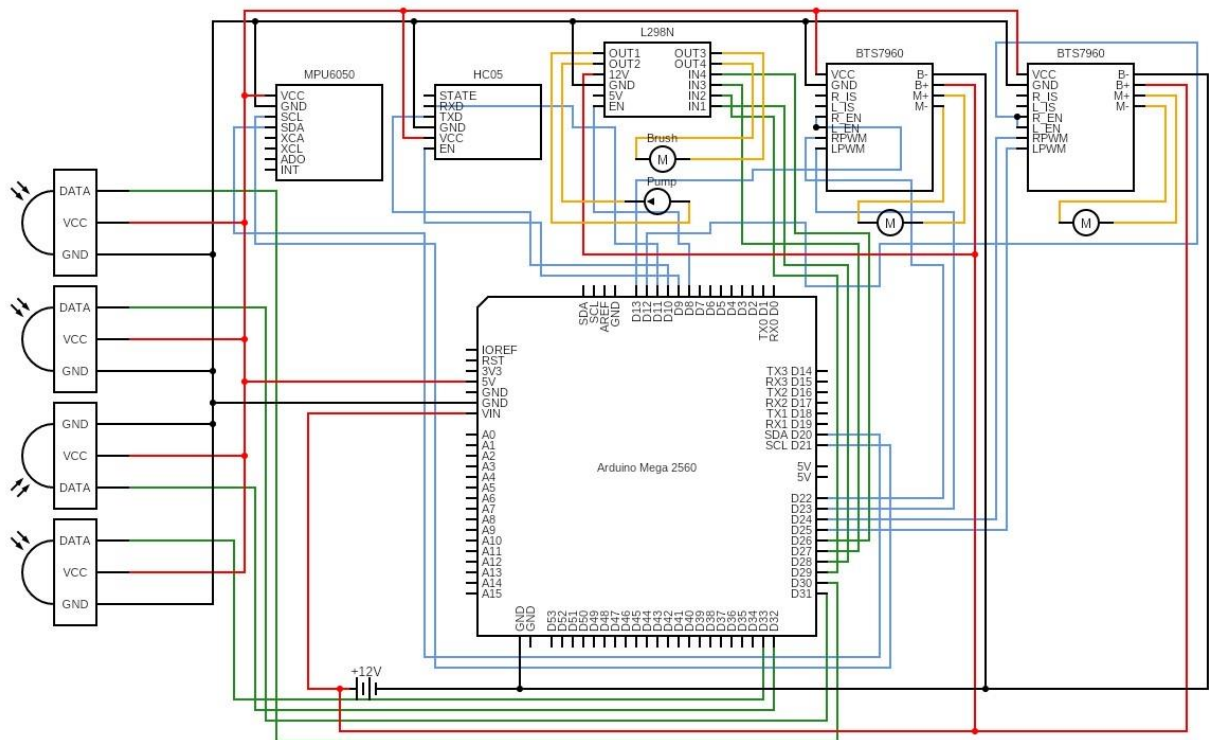 L298N
OUT1
OUT2
12V
GND
5V
EN
OUT3
OUT4
IN4
IN3
IN2
IN1
MPU6050
VCC
GND
SCL
SDA
XCA
XCL
ADO
INT
HC05
STATE
RXD
TXD
GND
VCC
EN
BTS7960
VCC
GND
R_IS
L_IS
R_EN
L_EN
RPWM
LPWM
B-
B+
M+
M-
BTS7960
VCC
GND
R_IS
L_IS
R_EN
L_EN
RPWM
LPWM
B-
B+
M+
M-
Brush
M
Pump
M
M
DATA
VCC
GND
DATA
VCC
GND
GND
VCC
DATA
DATA
VCC
GND
SDA
SCL
AREF
GND
D13
D12
D11
D10
D9
D8
D7
D6
D5
D4
D3
D2
TX0 D1
RX0 D0
IOREF
RST
3V3
5V
GND
GND
VIN
A0
A1
A2
A3
A4
A5
A6
A7
A8
A9
A10
A11
A12
A13
A14
A15
Arduino Mega 2560
TX3 D14
RX3 D15
TX2 D16
RX2 D17
TX1 D18
RX1 D19
SDA D20
SCL D21
5V
5V
D22
D23
D24
D25
D26
D27
D28
D29
D30
D31
GND
GND
D53
D52
D51
D50
D49
D48
D47
D46
D45
D44
D43
D42
D41
D40
D39
D38
D37
D36
D35
D34
D33
D32
+12V